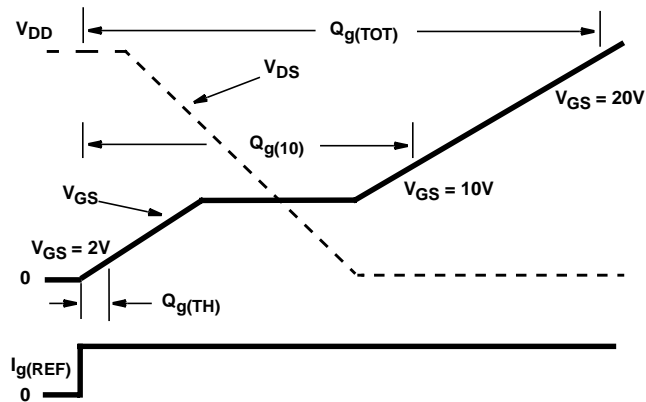 V_DD
Q_g(TOT)
V_DS
V_GS = 20V
Q_g(10)
V_GS
V_GS = 10V
V_GS = 2V
0
Q_g(TH)
I_g(REF)
0